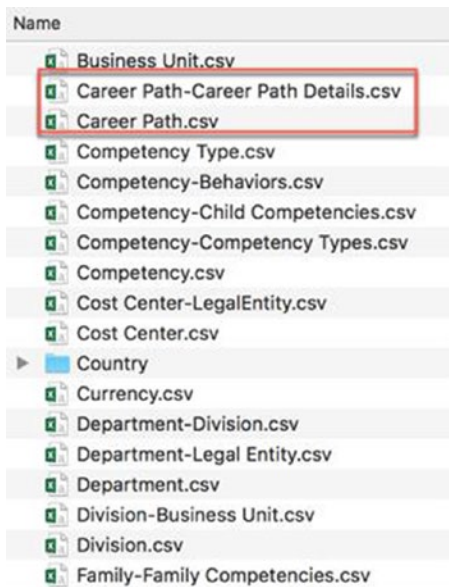 Name
Business Unit.csv
Career Path-Career Path Details.csv
Career Path.csv
Competency Type.csv
Competency-Behaviors.csv
Competency-Child Competencies.csv
Competency-Competency Types.csv
Competency.csv
Cost Center-LegalEntity.csv
Cost Center.csv
Country
Currency.csv
Department-Division.csv
Department-Legal Entity.csv
Department.csv
Division-Business Unit.csv
Division.csv
Family-Family Competencies.csv